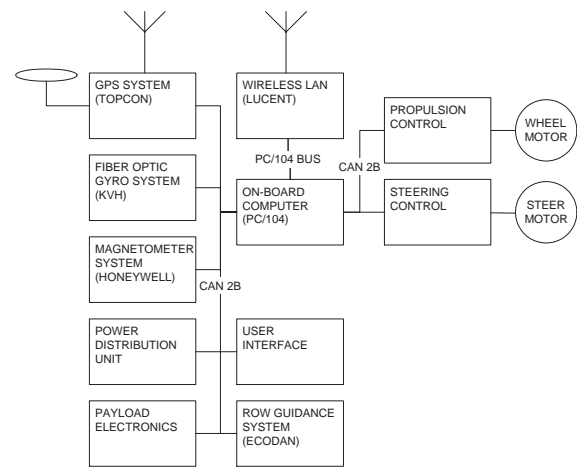 GPS SYSTEM
(TOPCON)
WIRELESS LAN
(LUCENT)
PROPULSION
CONTROL
WHEEL
MOTOR
PC/104 BUS
CAN 2B
FIBER OPTIC
GYRO SYSTEM
(KVH)
ON-BOARD
COMPUTER
(PC/104)
STEERING
CONTROL
STEER
MOTOR
MAGNETOMETER
SYSTEM
(HONEYWELL)
CAN 2B
POWER
DISTRIBUTION
UNIT
USER
INTERFACE
PAYLOAD
ELECTRONICS
ROW GUIDANCE
SYSTEM
(ECODAN)